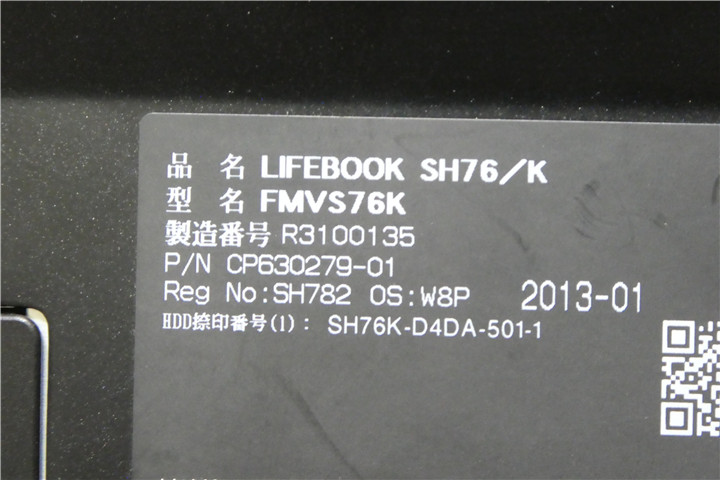 品 名 LIFEBOOK SH76/K
型 名 FMVS76K
製造番号 R3100135
P/N CP630279-01
Reg No:SH782 OS:W8P 2013-01
HDD捺印番号(1): SH76K-D4DA-501-1